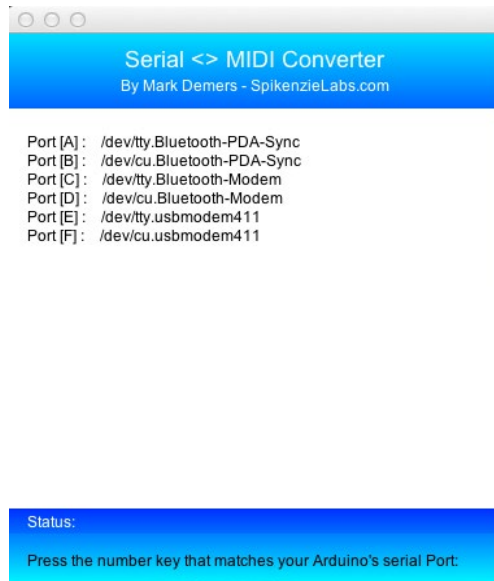 Serial <> MIDI Converter
By Mark Demers - SpikenzieLabs.com
Port [A] : /dev/tty.Bluetooth-PDA-Sync
Port [B] : /dev/cu.Bluetooth-PDA-Sync
Port [C] : /dev/tty.Bluetooth-Modem
Port [D] : /dev/cu.Bluetooth-Modem
Port [E] : /dev/tty.usbmodem411
Port [F] : /dev/cu.usbmodem411
Status:
Press the number key that matches your Arduino's serial Port: